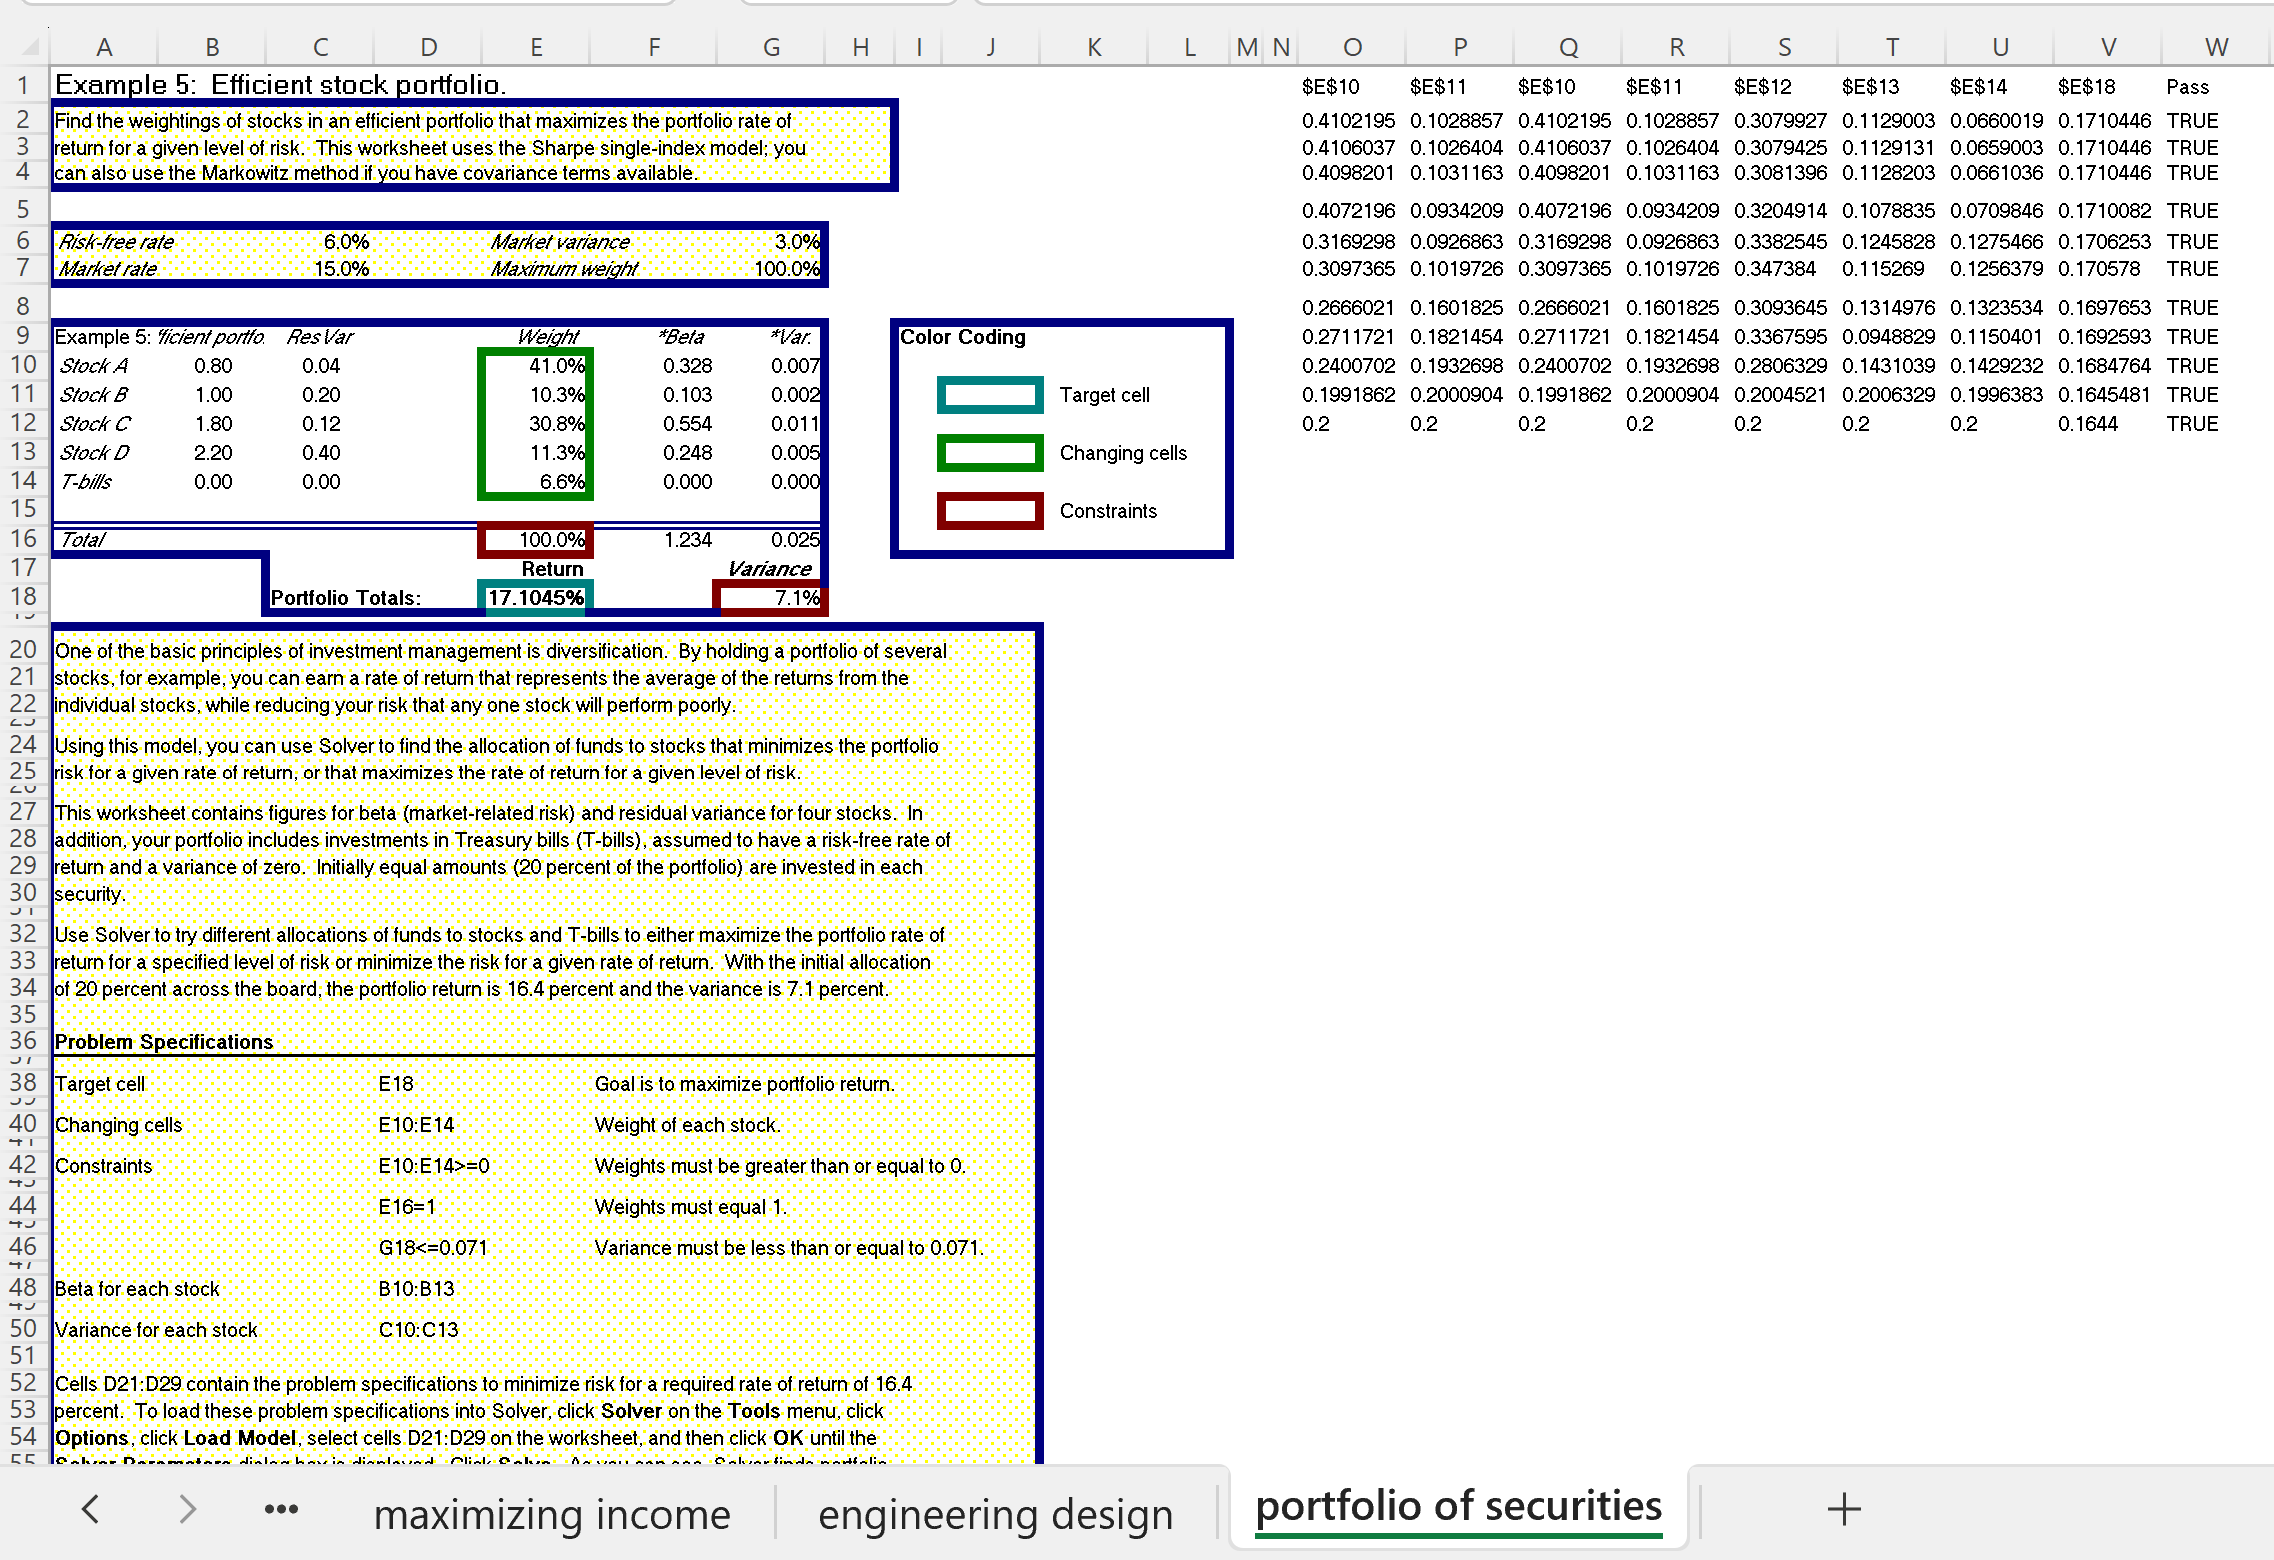 A B C D E F G H I J K L M N O P Q R S T U V W
1 Example 5:  Efficient stock portfolio. $E$10 $E$11 $E$10 $E$11 $E$12 $E$13 $E$14 $E$18 Pass
2 Find the weightings of stocks in an efficient portfolio that maximizes the portfolio rate of 0.4102195 0.1028857 0.4102195 0.1028857 0.3079927 0.1129003 0.0660019 0.1710446 TRUE
3 return for a given level of risk.  This worksheet uses the Sharpe single-index model; you 0.4106037 0.1026404 0.4106037 0.1026404 0.3079425 0.1129131 0.0659003 0.1710446 TRUE
4 can also use the Markowitz method if you have covariance terms available. 0.4098201 0.1031163 0.4098201 0.1031163 0.3081396 0.1128203 0.0661036 0.1710446 TRUE
5 0.4072196 0.0934209 0.4072196 0.0934209 0.3204914 0.1078835 0.0709846 0.1710082 TRUE
6 Risk-free rate 6.0% Market variance 3.0% 0.3169298 0.0926863 0.3169298 0.0926863 0.3382545 0.1245828 0.1275466 0.1706253 TRUE
7 Market rate 15.0% Maximum weight 100.0% 0.3097365 0.1019726 0.3097365 0.1019726 0.347384 0.115269 0.1256379 0.170578 TRUE
8 0.2666021 0.1601825 0.2666021 0.1601825 0.3093645 0.1314976 0.1323534 0.1697653 TRUE
9 Example 5: ficient portfo ResVar Weight *Beta *Var. Color Coding 0.2711721 0.1821454 0.2711721 0.1821454 0.3367595 0.0948829 0.1150401 0.1692593 TRUE
10 Stock A 0.80 0.04 41.0% 0.328 0.007 0.2400702 0.1932698 0.2400702 0.1932698 0.2806329 0.1431039 0.1429232 0.1684764 TRUE
11 Stock B 1.00 0.20 10.3% 0.103 0.002 Target cell 0.1991862 0.2000904 0.1991862 0.2000904 0.2004521 0.2006329 0.1996383 0.1645481 TRUE
12 Stock C 1.80 0.12 30.8% 0.554 0.011 0.2 0.2 0.2 0.2 0.2 0.2 0.2 0.1644 TRUE
13 Stock D 2.20 0.40 11.3% 0.248 0.005 Changing cells
14 T-bills 0.00 0.00 6.6% 0.000 0.000
15 Constraints
16 Total 100.0% 1.234 0.025
17 Return Variance
18 Portfolio Totals: 17.1045% 7.1%
20 One of the basic principles of investment management is diversification.  By holding a portfolio of several
21 stocks, for example, you can earn a rate of return that represents the average of the returns from the
22 individual stocks, while reducing your risk that any one stock will perform poorly.
24 Using this model, you can use Solver to find the allocation of funds to stocks that minimizes the portfolio
25 risk for a given rate of return, or that maximizes the rate of return for a given level of risk.
27 This worksheet contains figures for beta (market-related risk) and residual variance for four stocks.  In
28 addition, your portfolio includes investments in Treasury bills (T-bills), assumed to have a risk-free rate of
29 return and a variance of zero.  Initially equal amounts (20 percent of the portfolio) are invested in each
30 security.
32 Use Solver to try different allocations of funds to stocks and T-bills to either maximize the portfolio rate of
33 return for a specified level of risk or minimize the risk for a given rate of return.  With the initial allocation
34 of 20 percent across the board, the portfolio return is 16.4 percent and the variance is 7.1 percent.
35
36 Problem Specifications
38 Target cell E18 Goal is to maximize portfolio return.
40 Changing cells E10:E14 Weight of each stock.
42 Constraints E10:E14>=0 Weights must be greater than or equal to 0.
44 E16=1 Weights must equal 1.
46 G18<=0.071 Variance must be less than or equal to 0.071.
48 Beta for each stock B10:B13
50 Variance for each stock C10:C13
51
52 Cells D21:D29 contain the problem specifications to minimize risk for a required rate of return of 16.4
53 percent.  To load these problem specifications into Solver, click Solver on the Tools menu, click
54 Options, click Load Model, select cells D21:D29 on the worksheet, and then click OK until the
maximizing income engineering design portfolio of securities